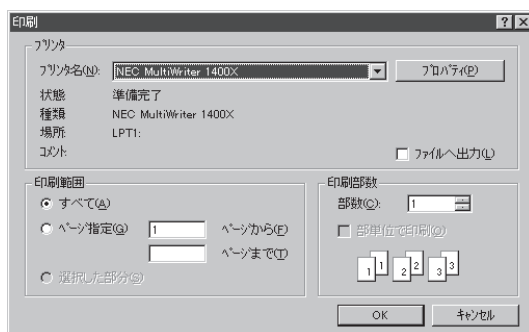 印刷
プリンタ
プリンタ名(N): NEC MultiWriter 1400X プロパティ(P)
状態: 準備完了
種類: NEC MultiWriter 1400X
場所: LPT1:
コメント:
ファイルへ出力(L)
印刷範囲
すべて(A)
ページ指定(G) 1 ページから(F)
ページまで(T)
選択した部分(S)
印刷部数
部数(C): 1
部単位で印刷(O)
1 1 2 2 3 3
OK キャンセル